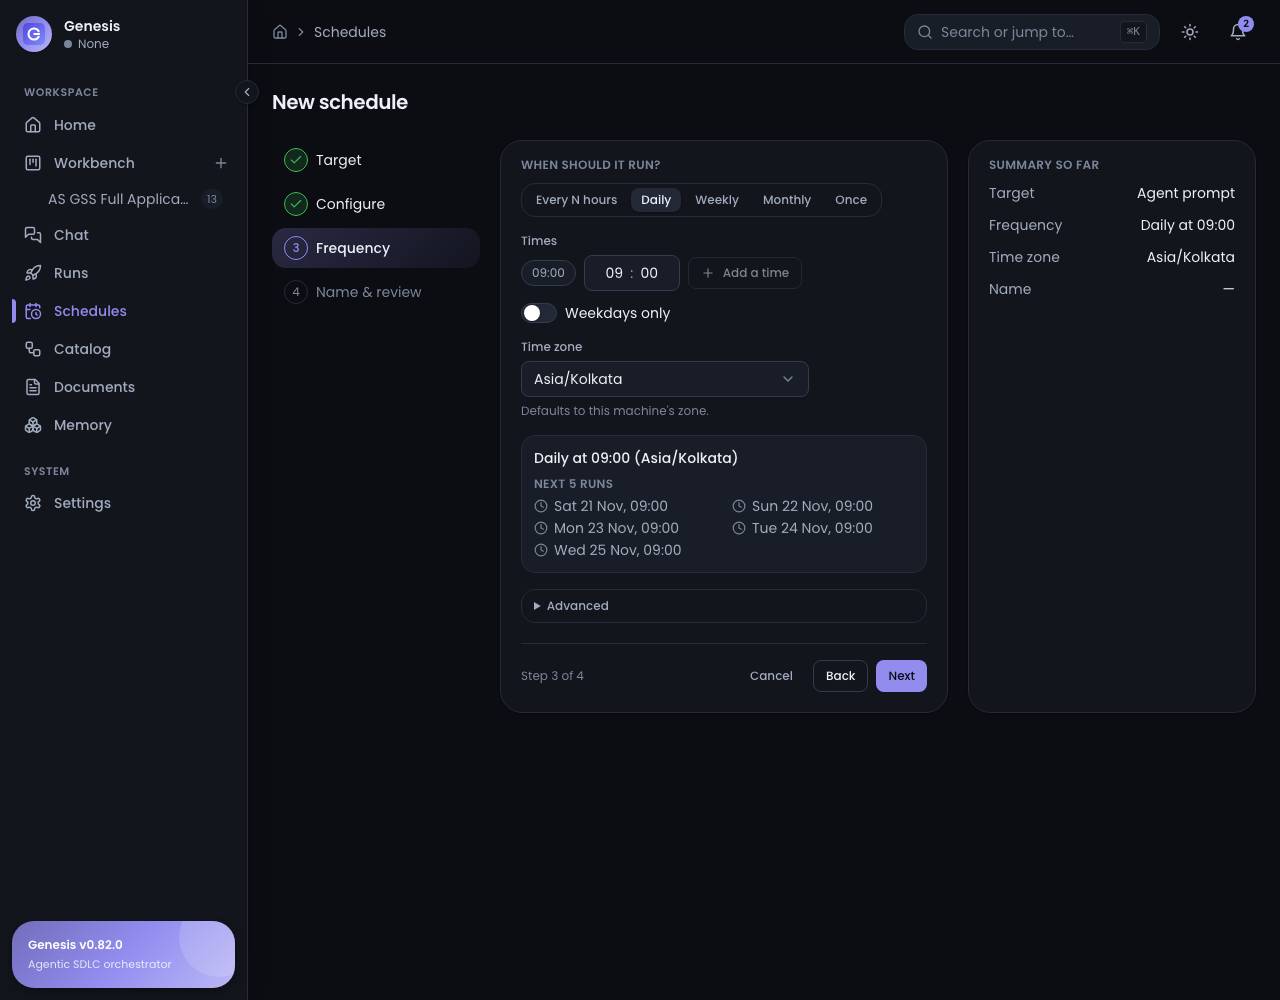 Genesis
None
WORKSPACE
Home
Workbench
AS GSS Full Applica... 13
Chat
Runs
Schedules
Catalog
Documents
Memory
SYSTEM
Settings
Genesis v0.82.0
Agentic SDLC orchestrator
Schedules
Search or jump to... ⌘K
2
New schedule
Target
Configure
3 Frequency
4 Name & review
WHEN SHOULD IT RUN?
Every N hours Daily Weekly Monthly Once
Times
09:00 09 : 00 Add a time
Weekdays only
Time zone
Asia/Kolkata
Defaults to this machine's zone.
Daily at 09:00 (Asia/Kolkata)
NEXT 5 RUNS
Sat 21 Nov, 09:00 Sun 22 Nov, 09:00
Mon 23 Nov, 09:00 Tue 24 Nov, 09:00
Wed 25 Nov, 09:00
Advanced
Step 3 of 4 Cancel Back Next
SUMMARY SO FAR
Target Agent prompt
Frequency Daily at 09:00
Time zone Asia/Kolkata
Name —